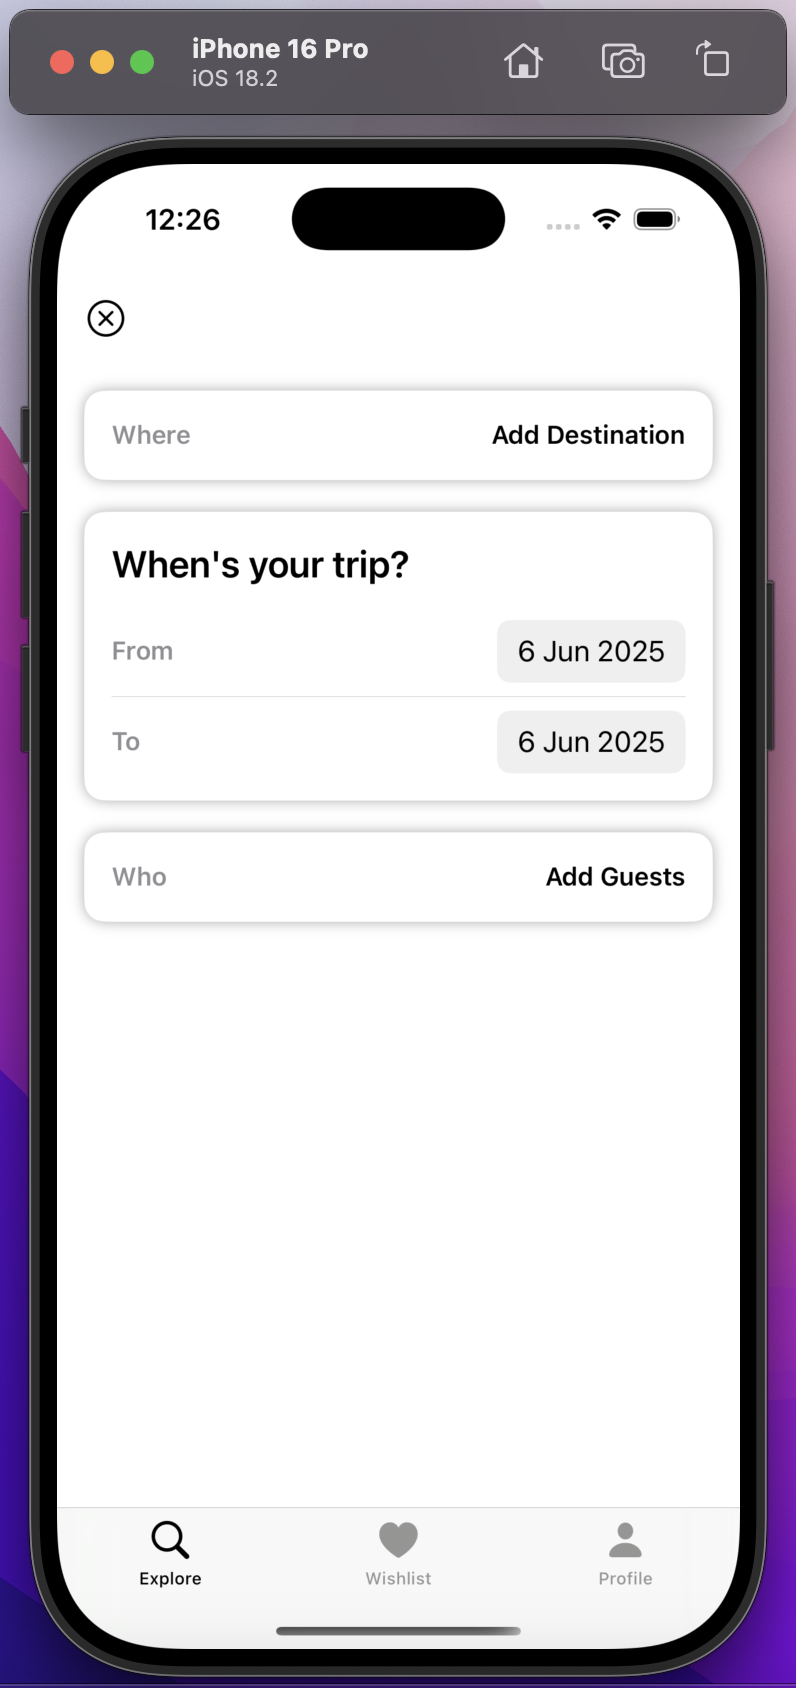 iPhone 16 Pro
iOS 18.2
12:26
Where Add Destination
When's your trip?
From 6 Jun 2025
To 6 Jun 2025
Who Add Guests
Explore Wishlist Profile